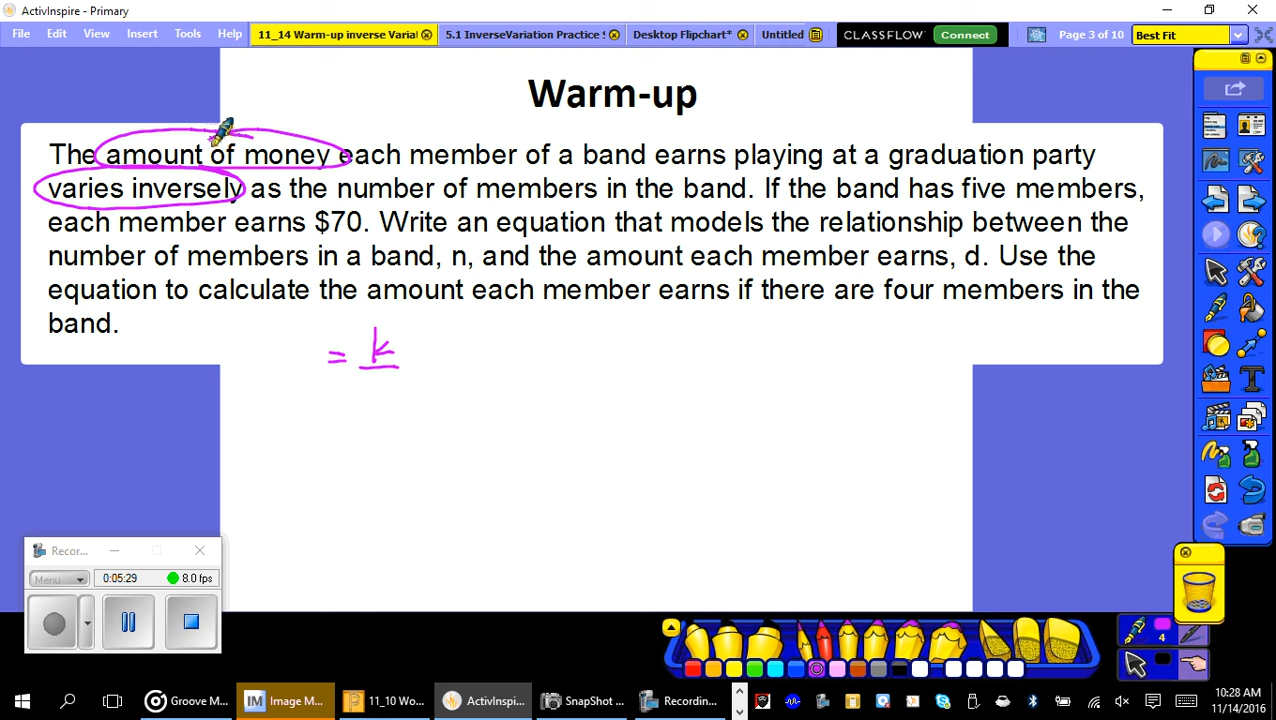 ActivInspire - Primary
File Edit View Insert Tools Help 11_14 Warm-up inverse Variat 5.1 InverseVariation Practice S Desktop Flipchart* Untitled CLASSFLOW Connect Page 3 of 10 Best Fit
Warm-up
The amount of money each member of a band earns playing at a graduation party
varies inversely as the number of members in the band. If the band has five members,
each member earns $70. Write an equation that models the relationship between the
number of members in a band, n, and the amount each member earns, d. Use the
equation to calculate the amount each member earns if there are four members in the
band.
= k
Recor...
Menu 0:05:29 8.0 fps
4
Groove M... Image M... 11_10 Wo... ActivInspire... SnapShot ... Recording... 10:28 AM
11/14/2016